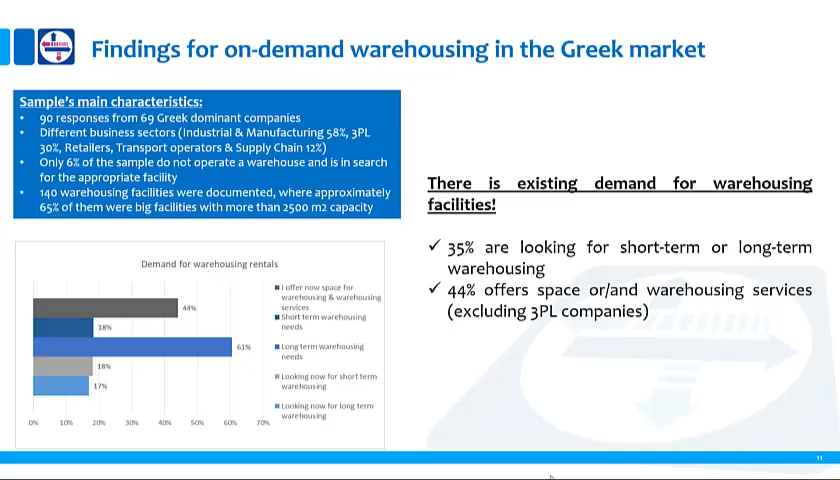 Findings for on-demand warehousing in the Greek market
Sample's main characteristics:
• 90 responses from 69 Greek dominant companies
• Different business sectors (Industrial & Manufacturing 58%, 3PL
30%, Retailers, Transport operators & Supply Chain 12%)
• Only 6% of the sample do not operate a warehouse and is in search
for the appropriate facility
• 140 warehousing facilities were documented, where approximately
65% of them were big facilities with more than 2500 m2 capacity
There is existing demand for warehousing
facilities!
✓ 35% are looking for short-term or long-term
warehousing
✓ 44% offers space or/and warehousing services
(excluding 3PL companies)
Demand for warehousing rentals
44%
18%
61%
18%
17%
0% 10% 20% 30% 40% 50% 60% 70%
I offer now space for
warehousing & warehousing
services
Short term warehousing
needs
Long term warehousing
needs
Looking now for short term
warehousing
Looking now for long term
warehousing
11